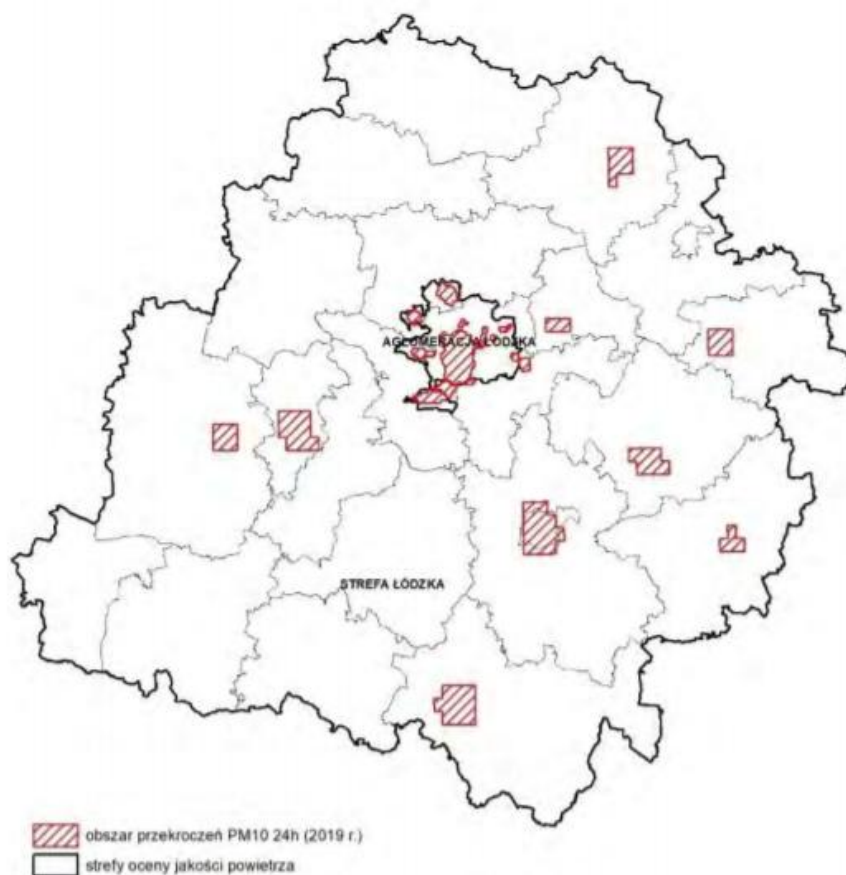 AGLOMERACJA ŁÓDZKA
STREFA ŁÓDZKA
obszar przekroczeń PM10 24h (2019 r.)
strefy oceny jakości powietrza